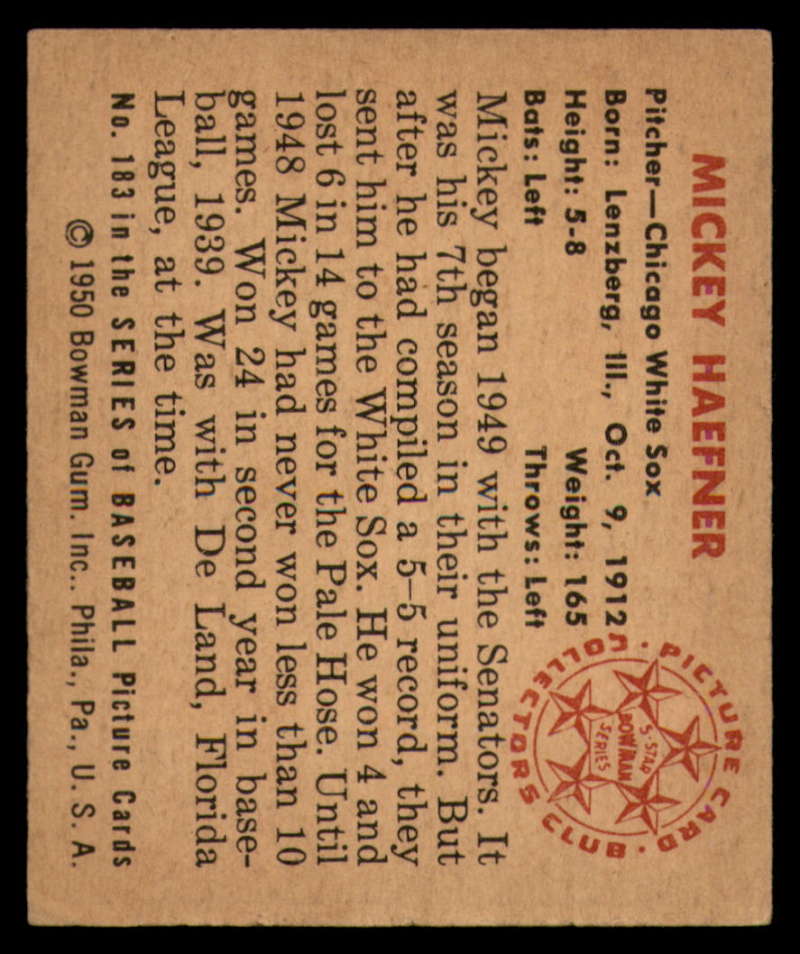 MICKEY HAEFNER
Pitcher—Chicago White Sox
Born: Lenzberg, Ill., Oct. 9, 1912
Height: 5-8 Weight: 165
Bats: Left Throws: Left
Mickey began 1949 with the Senators. It
was his 7th season in their uniform. But
after he had compiled a 5–5 record, they
sent him to the White Sox. He won 4 and
lost 6 in 14 games for the Pale Hose. Until
1948 Mickey had never won less than 10
games. Won 24 in second year in base-
ball, 1939. Was with De Land, Florida
League, at the time.
No. 183 in the SERIES of BASEBALL Picture Cards
© 1950 Bowman Gum. Inc.. Phila., Pa., U. S. A.
· PICTURE CARD · COLLECTORS CLUB
5-STAR
BOWMAN
SERIES